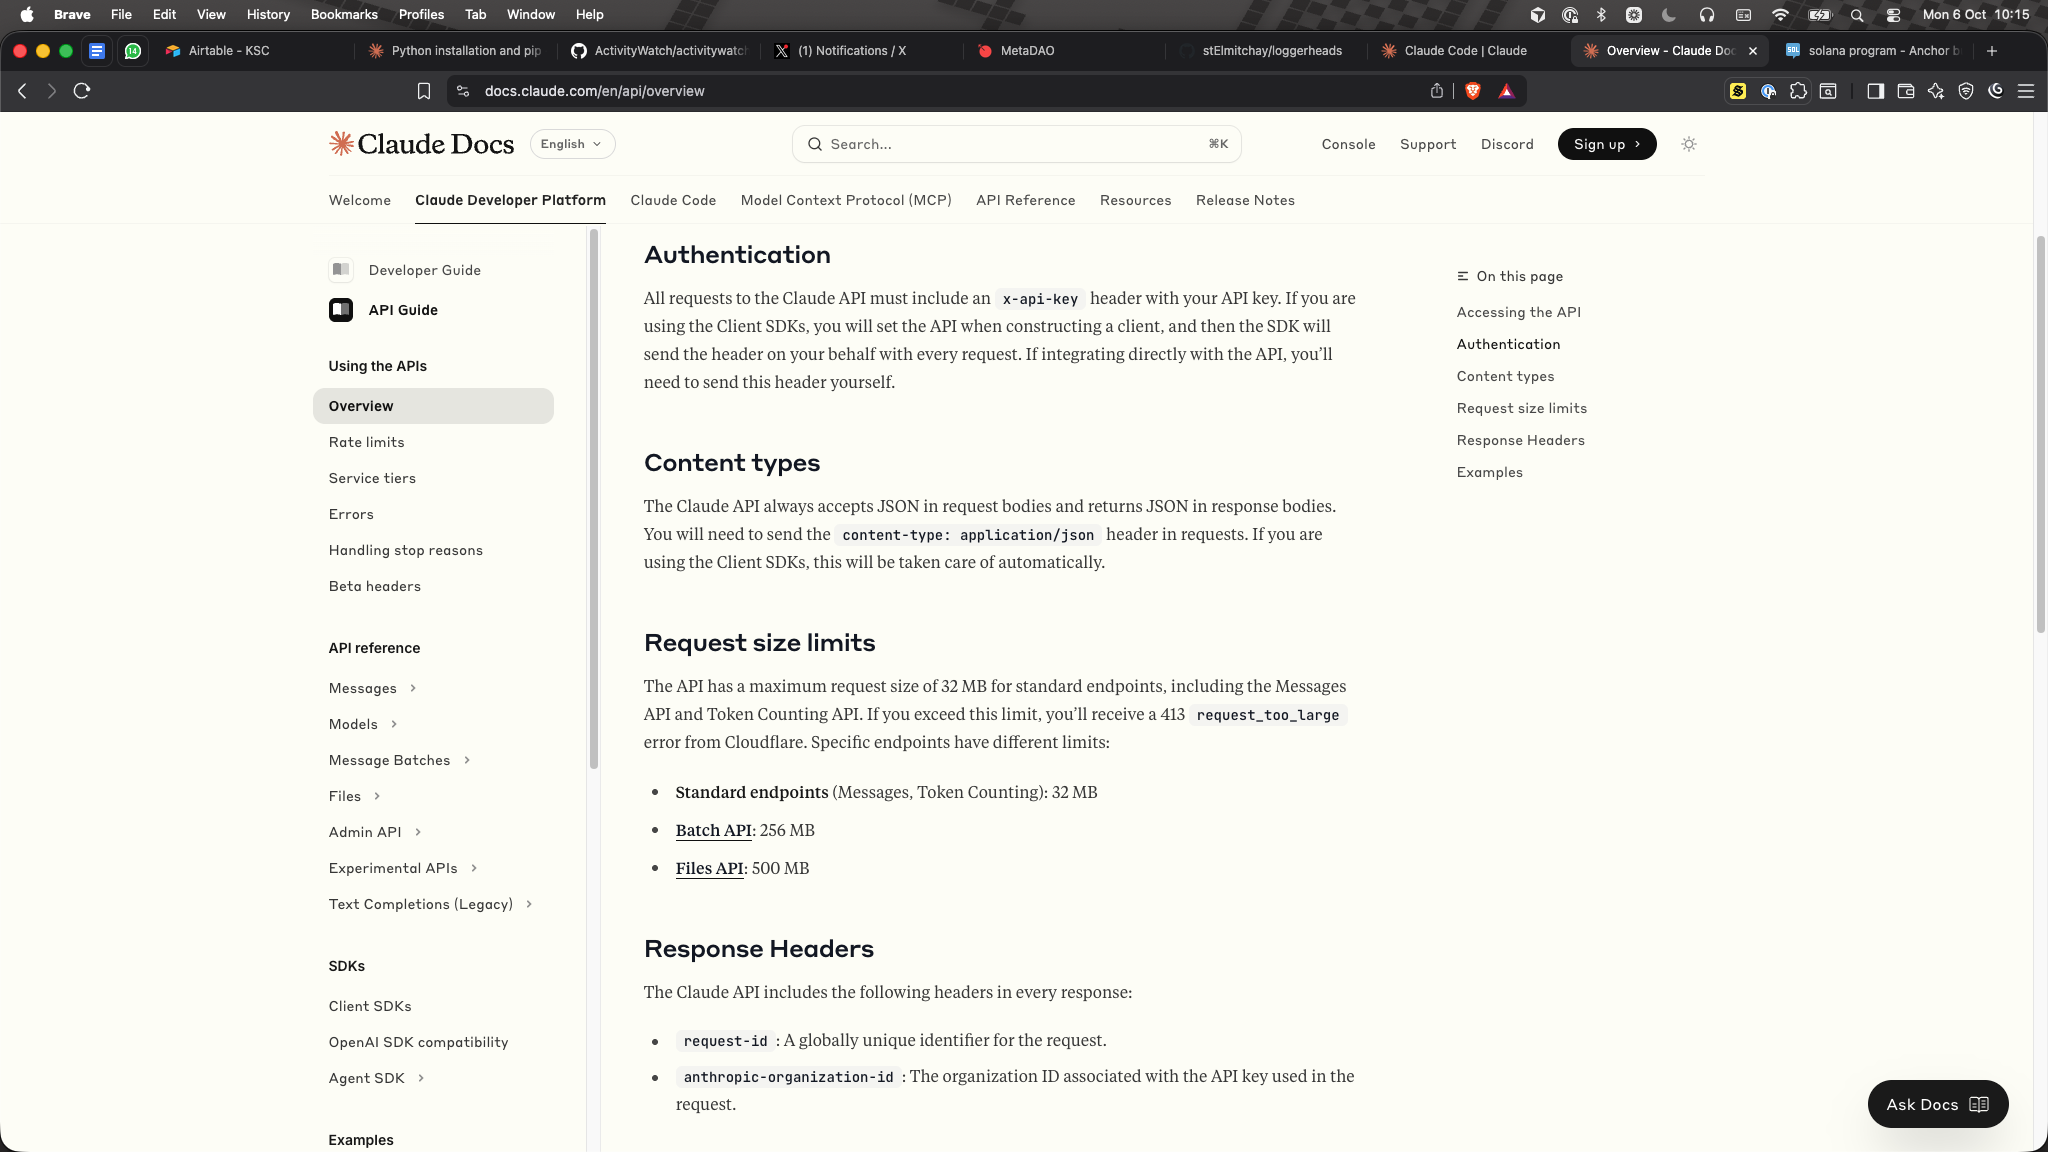 Brave File Edit View History Bookmarks Profiles Tab Window Help
Mon 6 Oct 10:15
14
Airtable - KSC
Python installation and pip
ActivityWatch/activitywatch
(1) Notifications / X
MetaDAO
stElmitchay/loggerheads
Claude Code | Claude
Overview - Claude Doc
solana program - Anchor b
docs.claude.com/en/api/overview
Claude Docs
English
Search...
⌘K
Console
Support
Discord
Sign up
Welcome
Claude Developer Platform
Claude Code
Model Context Protocol (MCP)
API Reference
Resources
Release Notes
Developer Guide
API Guide
Using the APIs
Overview
Rate limits
Service tiers
Errors
Handling stop reasons
Beta headers
API reference
Messages
Models
Message Batches
Files
Admin API
Experimental APIs
Text Completions (Legacy)
SDKs
Client SDKs
OpenAI SDK compatibility
Agent SDK
Examples
Authentication
All requests to the Claude API must include an x-api-key header with your API key. If you are
using the Client SDKs, you will set the API when constructing a client, and then the SDK will
send the header on your behalf with every request. If integrating directly with the API, you’ll
need to send this header yourself.
Content types
The Claude API always accepts JSON in request bodies and returns JSON in response bodies.
You will need to send the content-type: application/json header in requests. If you are
using the Client SDKs, this will be taken care of automatically.
Request size limits
The API has a maximum request size of 32 MB for standard endpoints, including the Messages
API and Token Counting API. If you exceed this limit, you’ll receive a 413 request_too_large
error from Cloudflare. Specific endpoints have different limits:
• Standard endpoints (Messages, Token Counting): 32 MB
• Batch API: 256 MB
• Files API: 500 MB
Response Headers
The Claude API includes the following headers in every response:
• request-id : A globally unique identifier for the request.
• anthropic-organization-id : The organization ID associated with the API key used in the
request.
On this page
Accessing the API
Authentication
Content types
Request size limits
Response Headers
Examples
Ask Docs